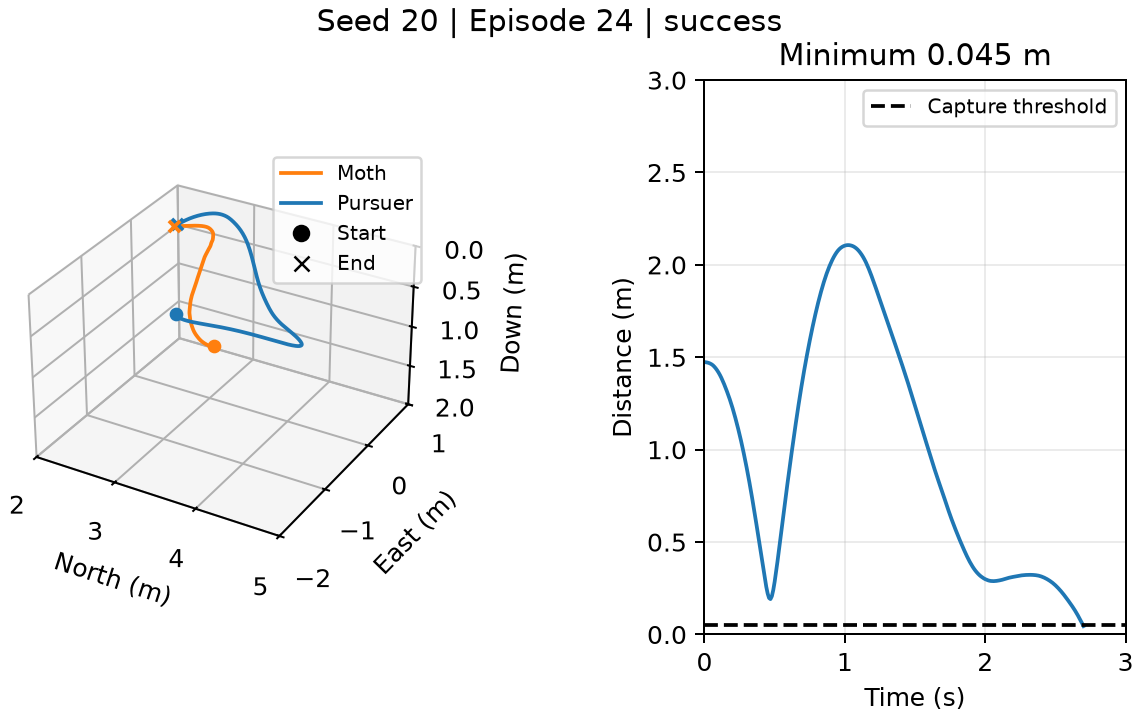 Seed 20 | Episode 24 | success
Moth
Pursuer
Start
End
0.0
0.5
1.0
1.5
2.0
Down (m)
1
0
−1
−2
East (m)
2
3
4
5
North (m)
Minimum 0.045 m
Capture threshold
3.0
2.5
2.0
1.5
1.0
0.5
0.0
Distance (m)
0
1
2
3
Time (s)